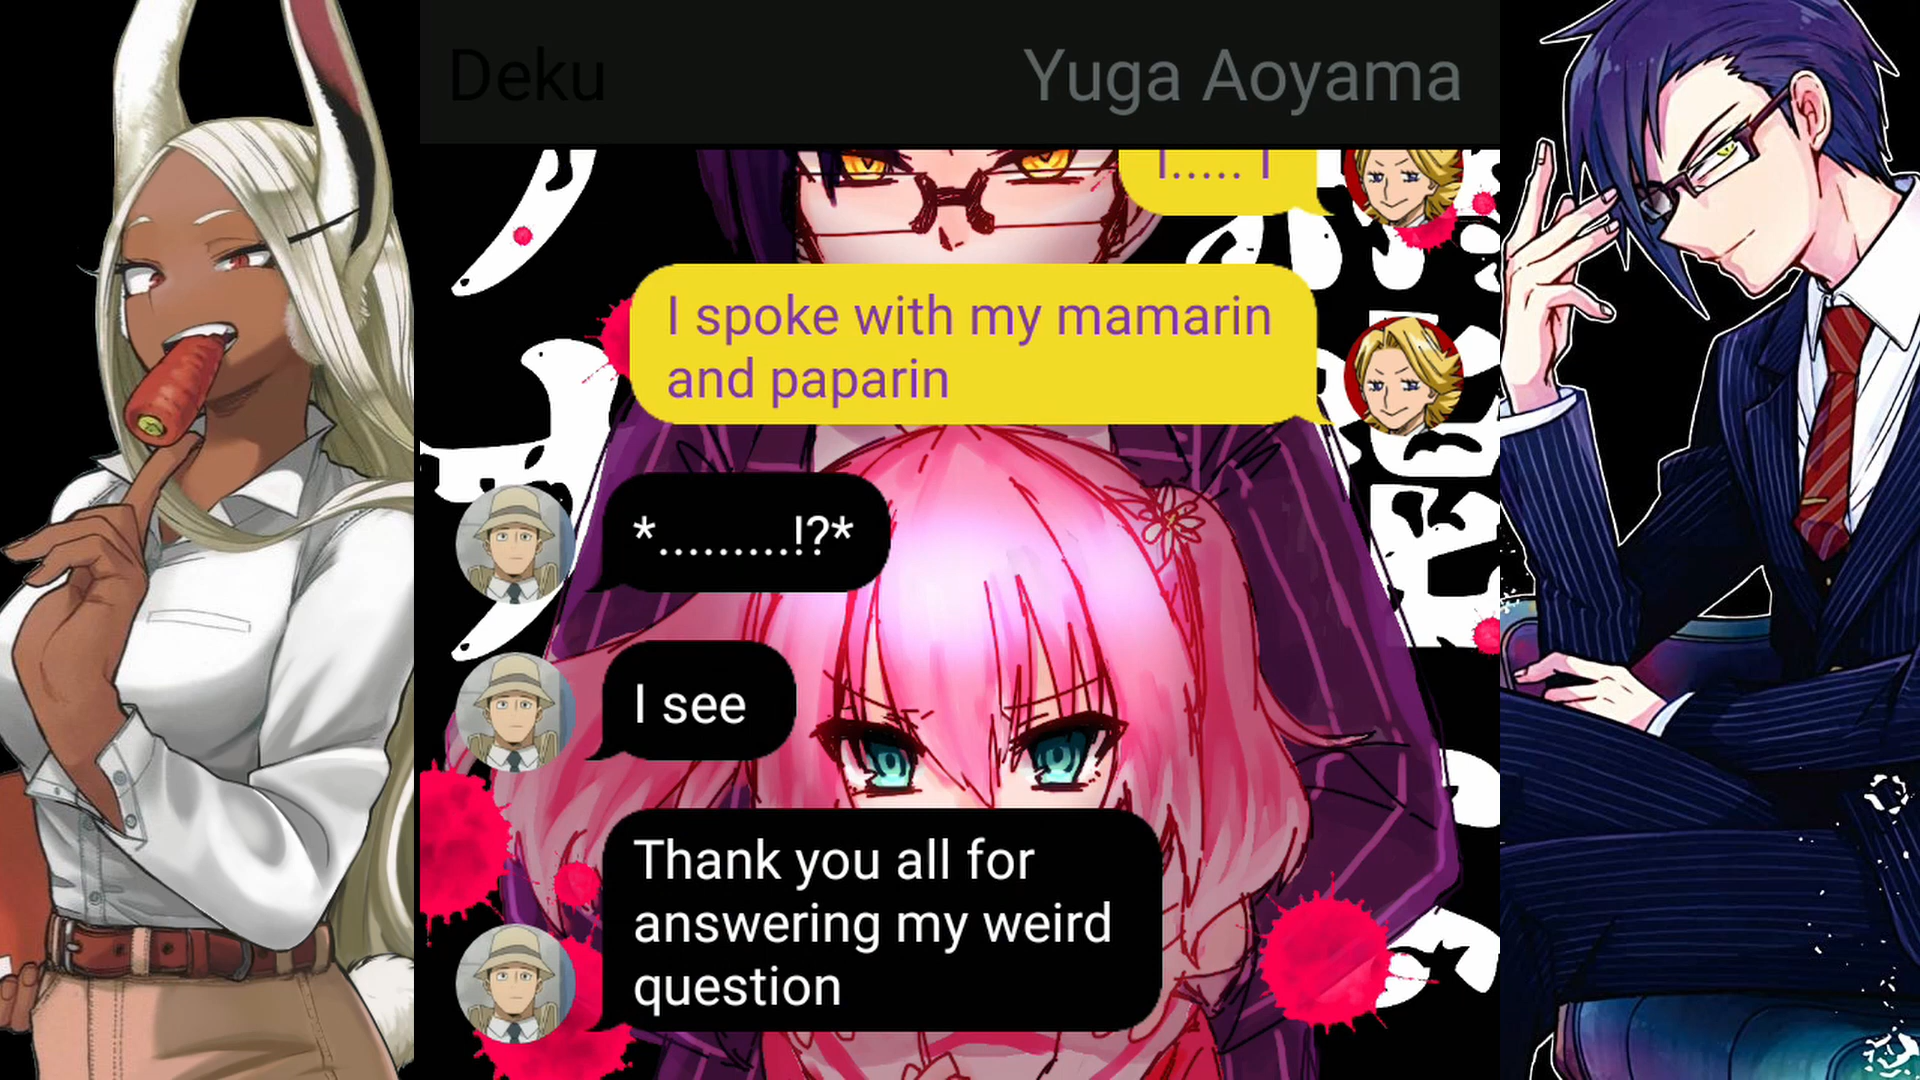 Deku
Yuga Aoyama
I..... I
I spoke with my mamarin
and paparin
*.........!?*
I see
Thank you all for
answering my weird
question